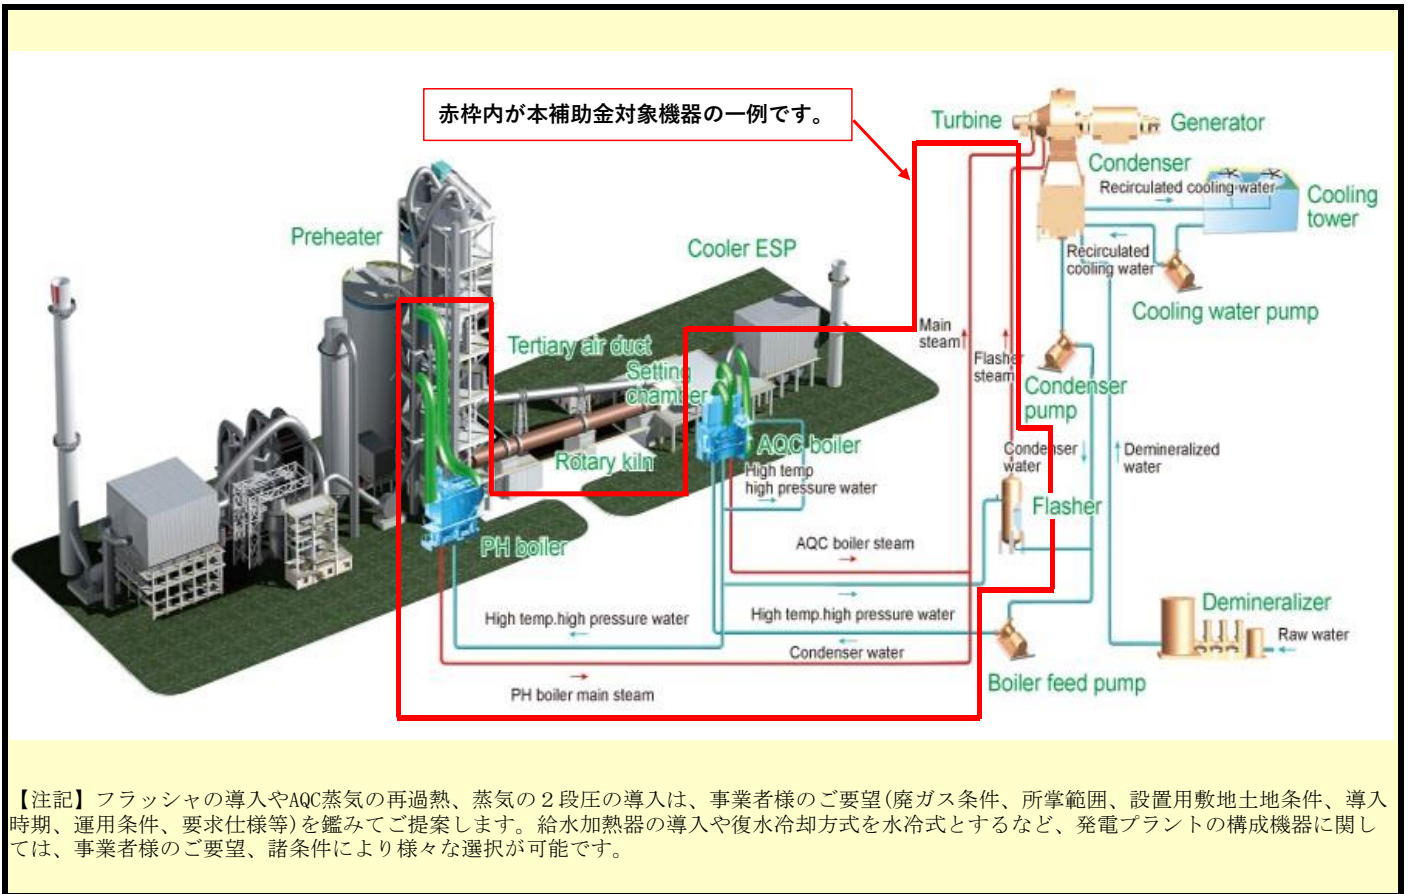 赤枠内が本補助金対象機器の一例です。
Turbine
Generator
Condenser
Recirculated cooling water
Cooling
tower
Preheater
Cooler ESP
Recirculated
cooling water
Cooling water pump
Main
steam
Flasher
steam
Tertiary air duct
Setting
chamber
Condenser
pump
AQC boiler
Condenser
water
Demineralized
water
Rotary kiln
High temp
high pressure water
Flasher
PH boiler
AQC boiler steam
Demineralizer
High temp.high pressure water
High temp.high pressure water
Raw water
Condenser water
Boiler feed pump
PH boiler main steam
【注記】フラッシャの導入やAQC蒸気の再過熱、蒸気の２段圧の導入は、事業者様のご要望(廃ガス条件、所掌範囲、設置用敷地土地条件、導入
時期、運用条件、要求仕様等)を鑑みてご提案します。給水加熱器の導入や復水冷却方式を水冷式とするなど、発電プラントの構成機器に関し
ては、事業者様のご要望、諸条件により様々な選択が可能です。